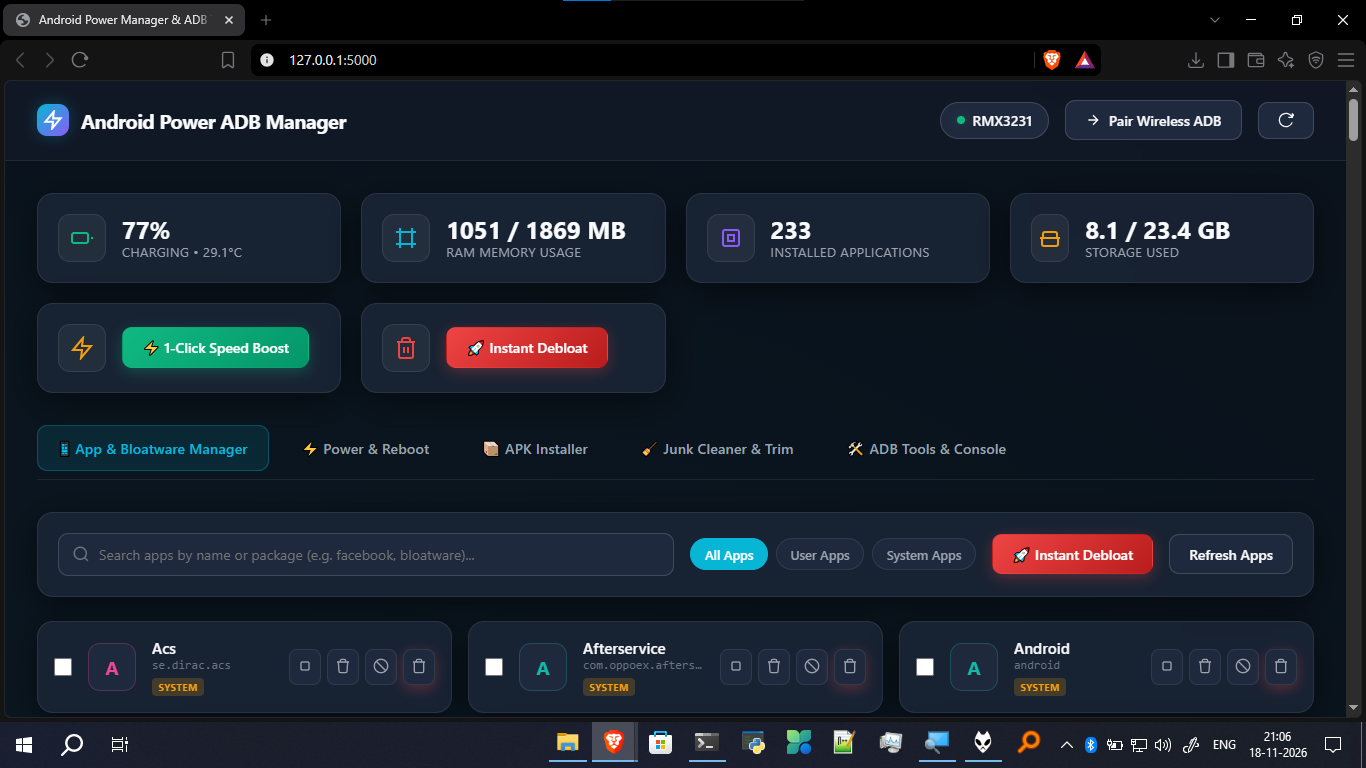 Android Power Manager & ADB
127.0.0.1:5000
Android Power ADB Manager
RMX3231
Pair Wireless ADB
77%
CHARGING • 29.1°C
1051 / 1869 MB
RAM MEMORY USAGE
233
INSTALLED APPLICATIONS
8.1 / 23.4 GB
STORAGE USED
⚡ 1-Click Speed Boost
🚀 Instant Debloat
📱 App & Bloatware Manager
⚡ Power & Reboot
📦 APK Installer
🧹 Junk Cleaner & Trim
🛠️ ADB Tools & Console
Search apps by name or package (e.g. facebook, bloatware)...
All Apps
User Apps
System Apps
🚀 Instant Debloat
Refresh Apps
A
Acs
se.dirac.acs
SYSTEM
A
Afterservice
com.oppoex.afters...
SYSTEM
A
Android
android
SYSTEM
ENG
21:06
18-11-2026